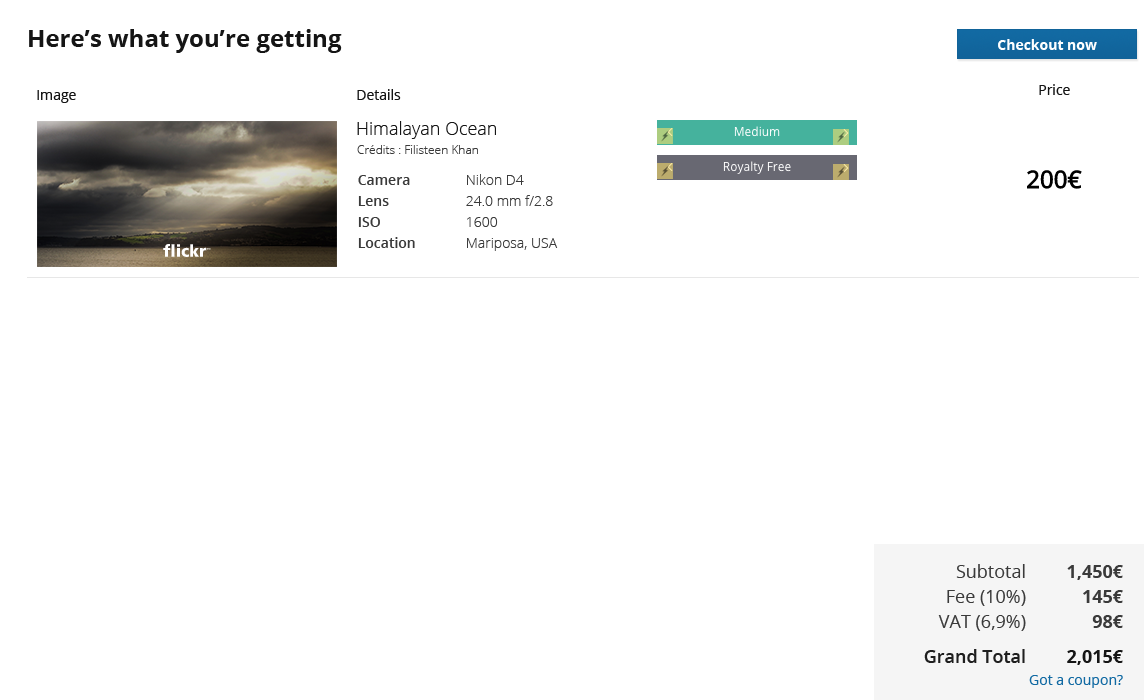 Here's what you're getting
Checkout now
Image
Details
Price
Himalayan Ocean
Crédits : Filisteen Khan
Camera Nikon D4
Lens 24.0 mm f/2.8
ISO 1600
Location Mariposa, USA
flickr
Medium
Royalty Free
200€
Subtotal 1,450€
Fee (10%) 145€
VAT (6,9%) 98€
Grand Total 2,015€
Got a coupon?